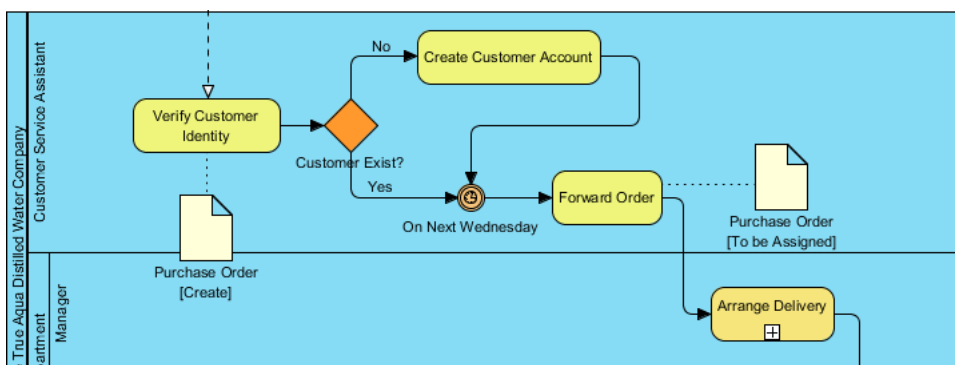 True Aqua Distilled Water Company
Customer Service Assistant
Verify Customer
Identity
Customer Exist?
No
Create Customer Account
Yes
On Next Wednesday
Forward Order
Purchase Order
[To be Assigned]
Purchase Order
[Create]
Manager
Arrange Delivery